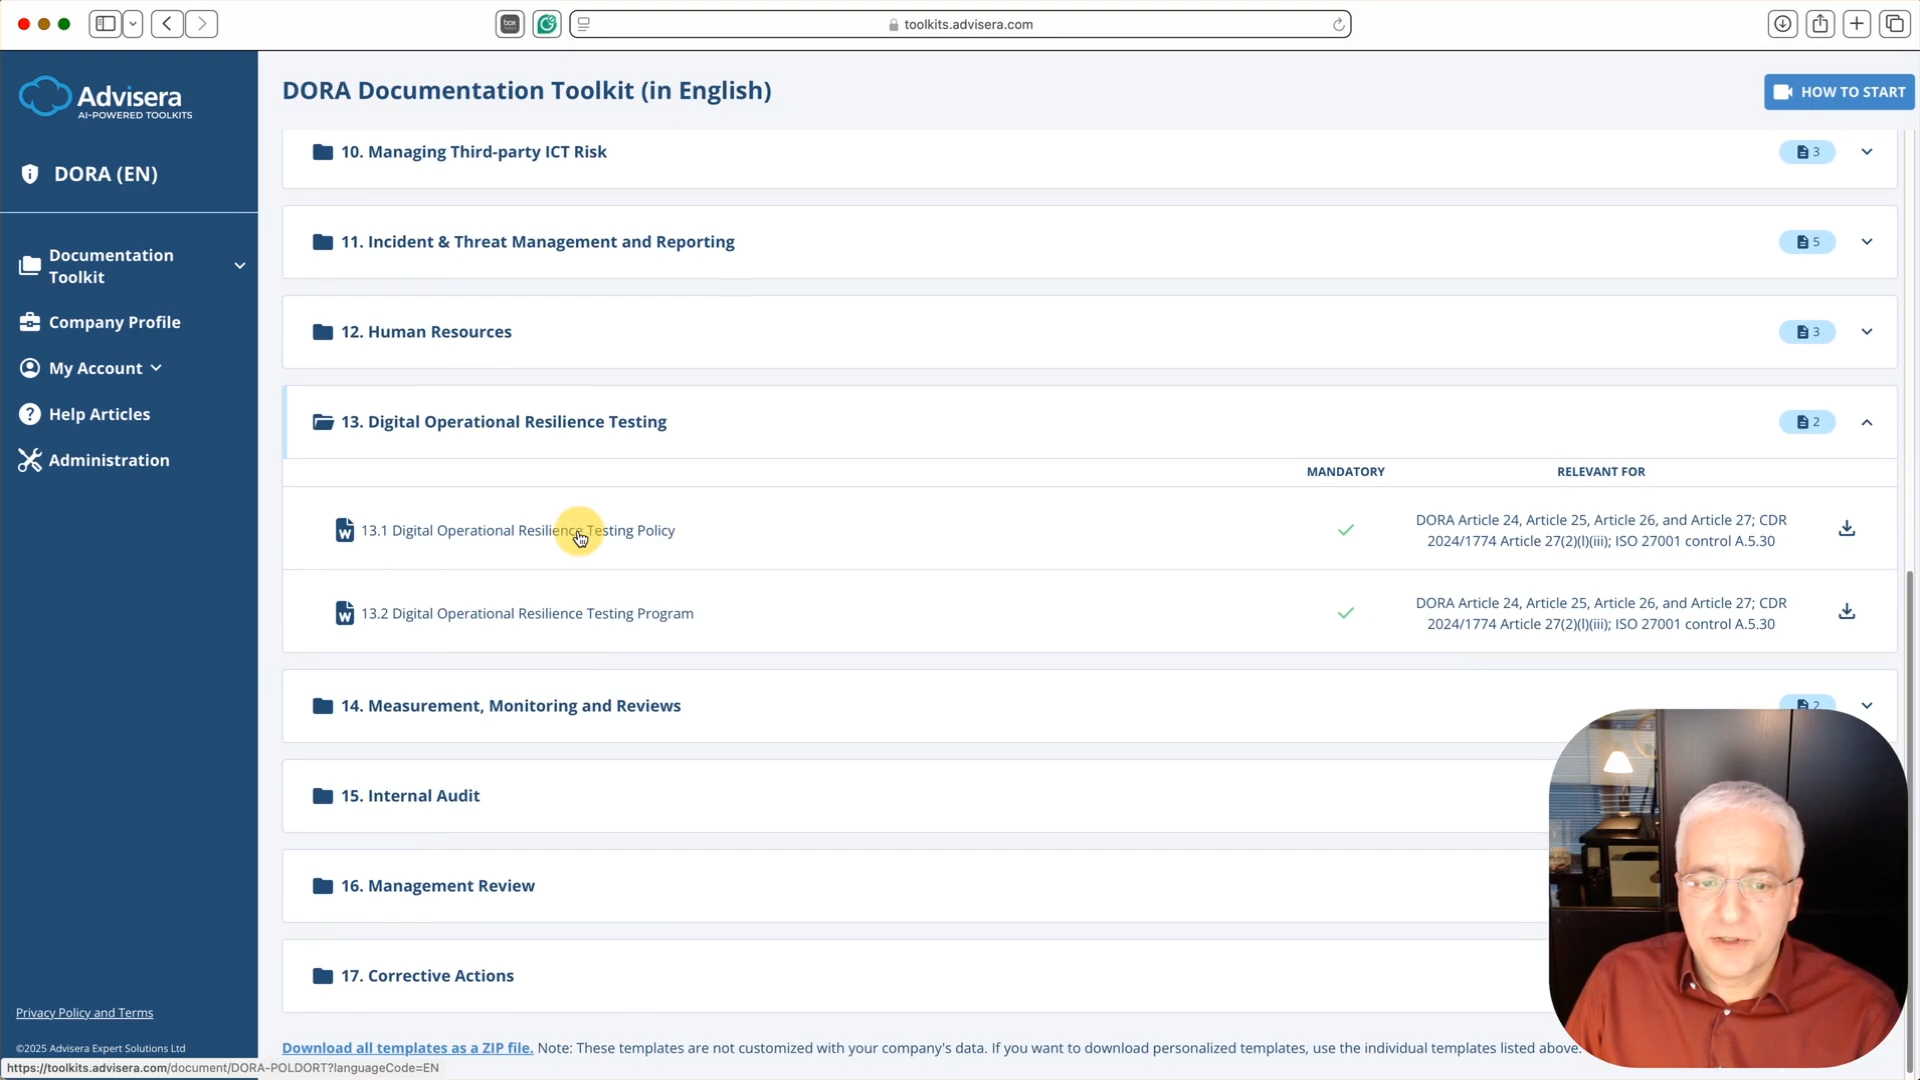 box
toolkits.advisera.com
Advisera
AI-POWERED TOOLKITS
DORA (EN)
Documentation
Toolkit
Company Profile
My Account
Help Articles
Administration
Privacy Policy and Terms
©2025 Advisera Expert Solutions Ltd
https://toolkits.advisera.com/document/DORA-POLDORT?languageCode=EN
DORA Documentation Toolkit (in English)
HOW TO START
10. Managing Third-party ICT Risk
3
11. Incident & Threat Management and Reporting
5
12. Human Resources
3
13. Digital Operational Resilience Testing
2
MANDATORY
RELEVANT FOR
13.1 Digital Operational Resilience Testing Policy
DORA Article 24, Article 25, Article 26, and Article 27; CDR
2024/1774 Article 27(2)(l)(iii); ISO 27001 control A.5.30
13.2 Digital Operational Resilience Testing Program
DORA Article 24, Article 25, Article 26, and Article 27; CDR
2024/1774 Article 27(2)(l)(iii); ISO 27001 control A.5.30
14. Measurement, Monitoring and Reviews
2
15. Internal Audit
16. Management Review
17. Corrective Actions
Download all templates as a ZIP file. Note: These templates are not customized with your company's data. If you want to download personalized templates, use the individual templates listed above.